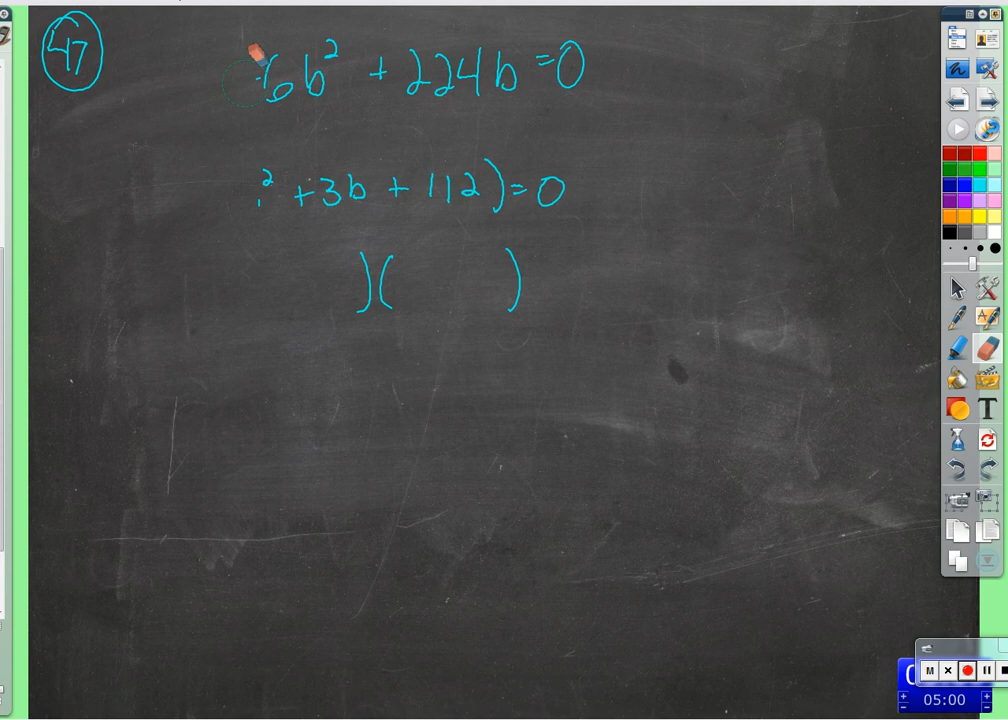 47
6b² + 224b = 0
² + 3b + 112) = 0
)( )
T
M
05:00